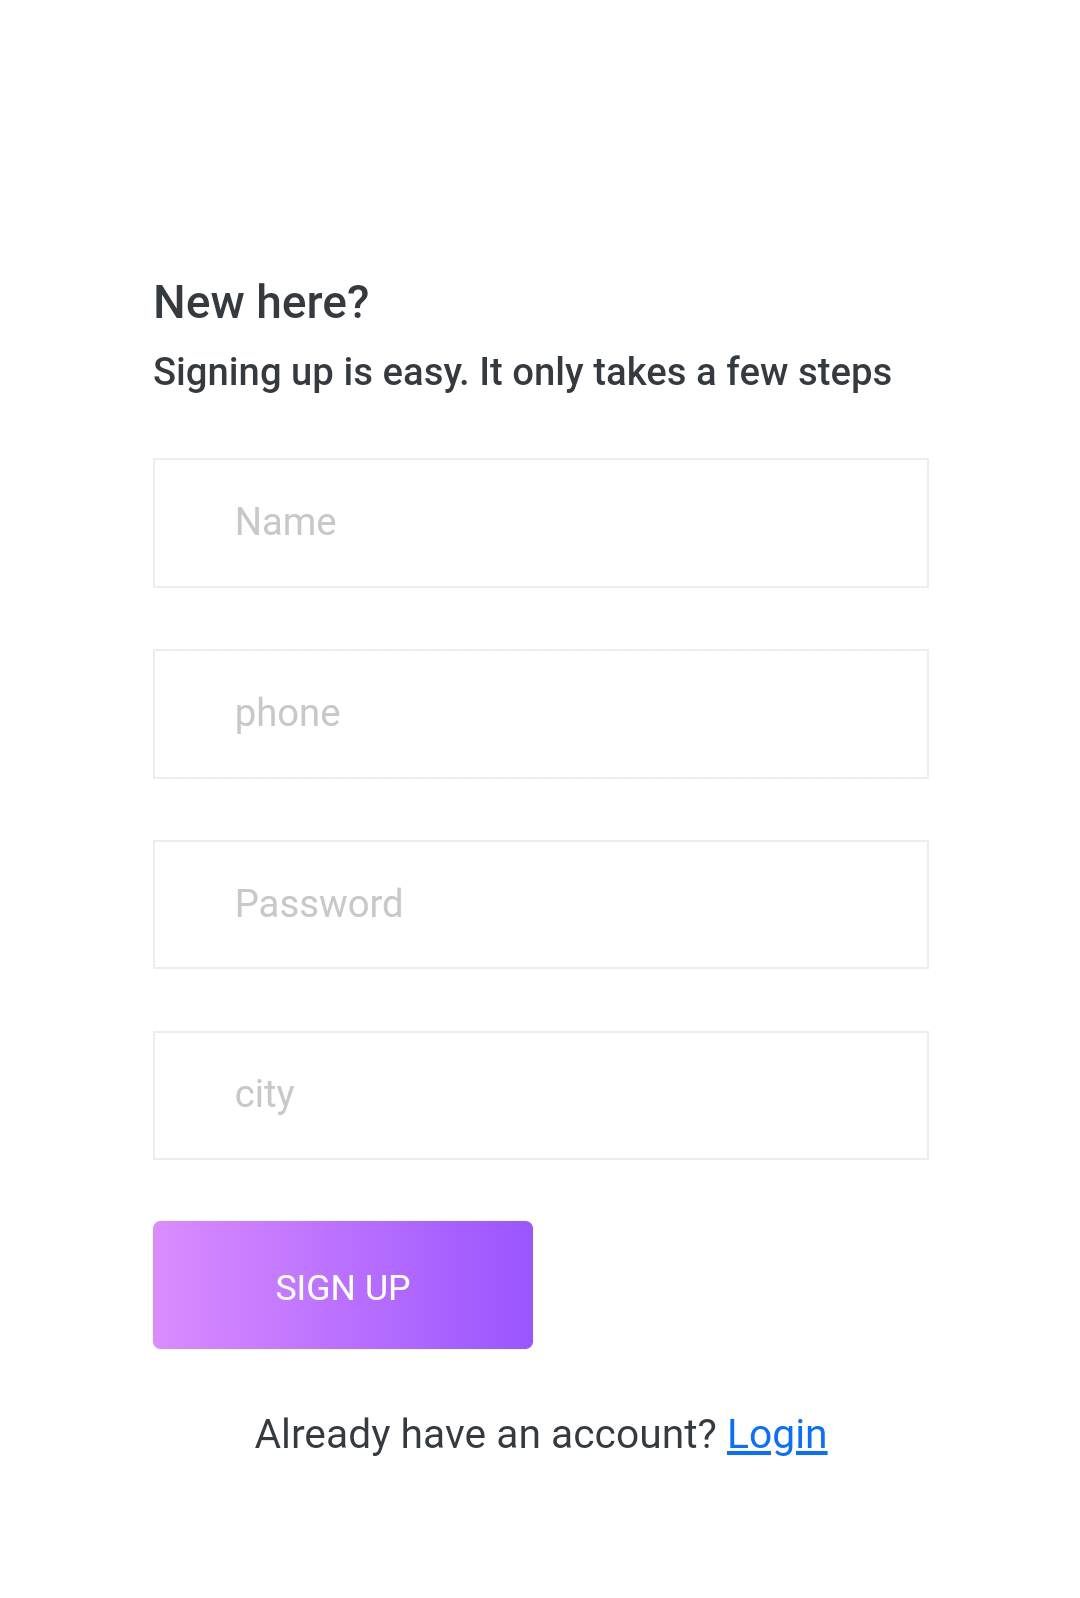 New here?
Signing up is easy. It only takes a few steps
Name
phone
Password
city
SIGN UP
Already have an account? Login